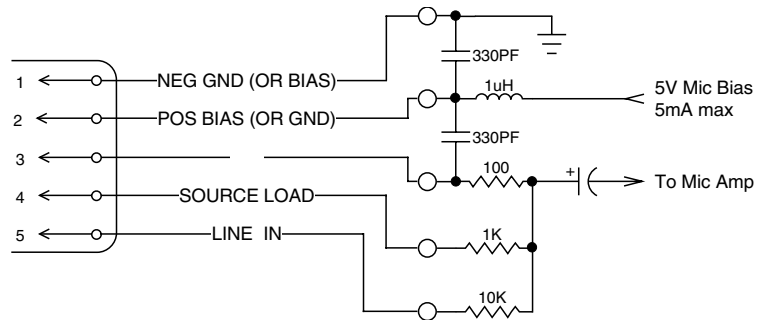 330PF
1 NEG GND (OR BIAS)
1uH
5V Mic Bias
5mA max
2 POS BIAS (OR GND)
330PF
3
100
+
To Mic Amp
4 SOURCE LOAD
1K
5 LINE IN
10K